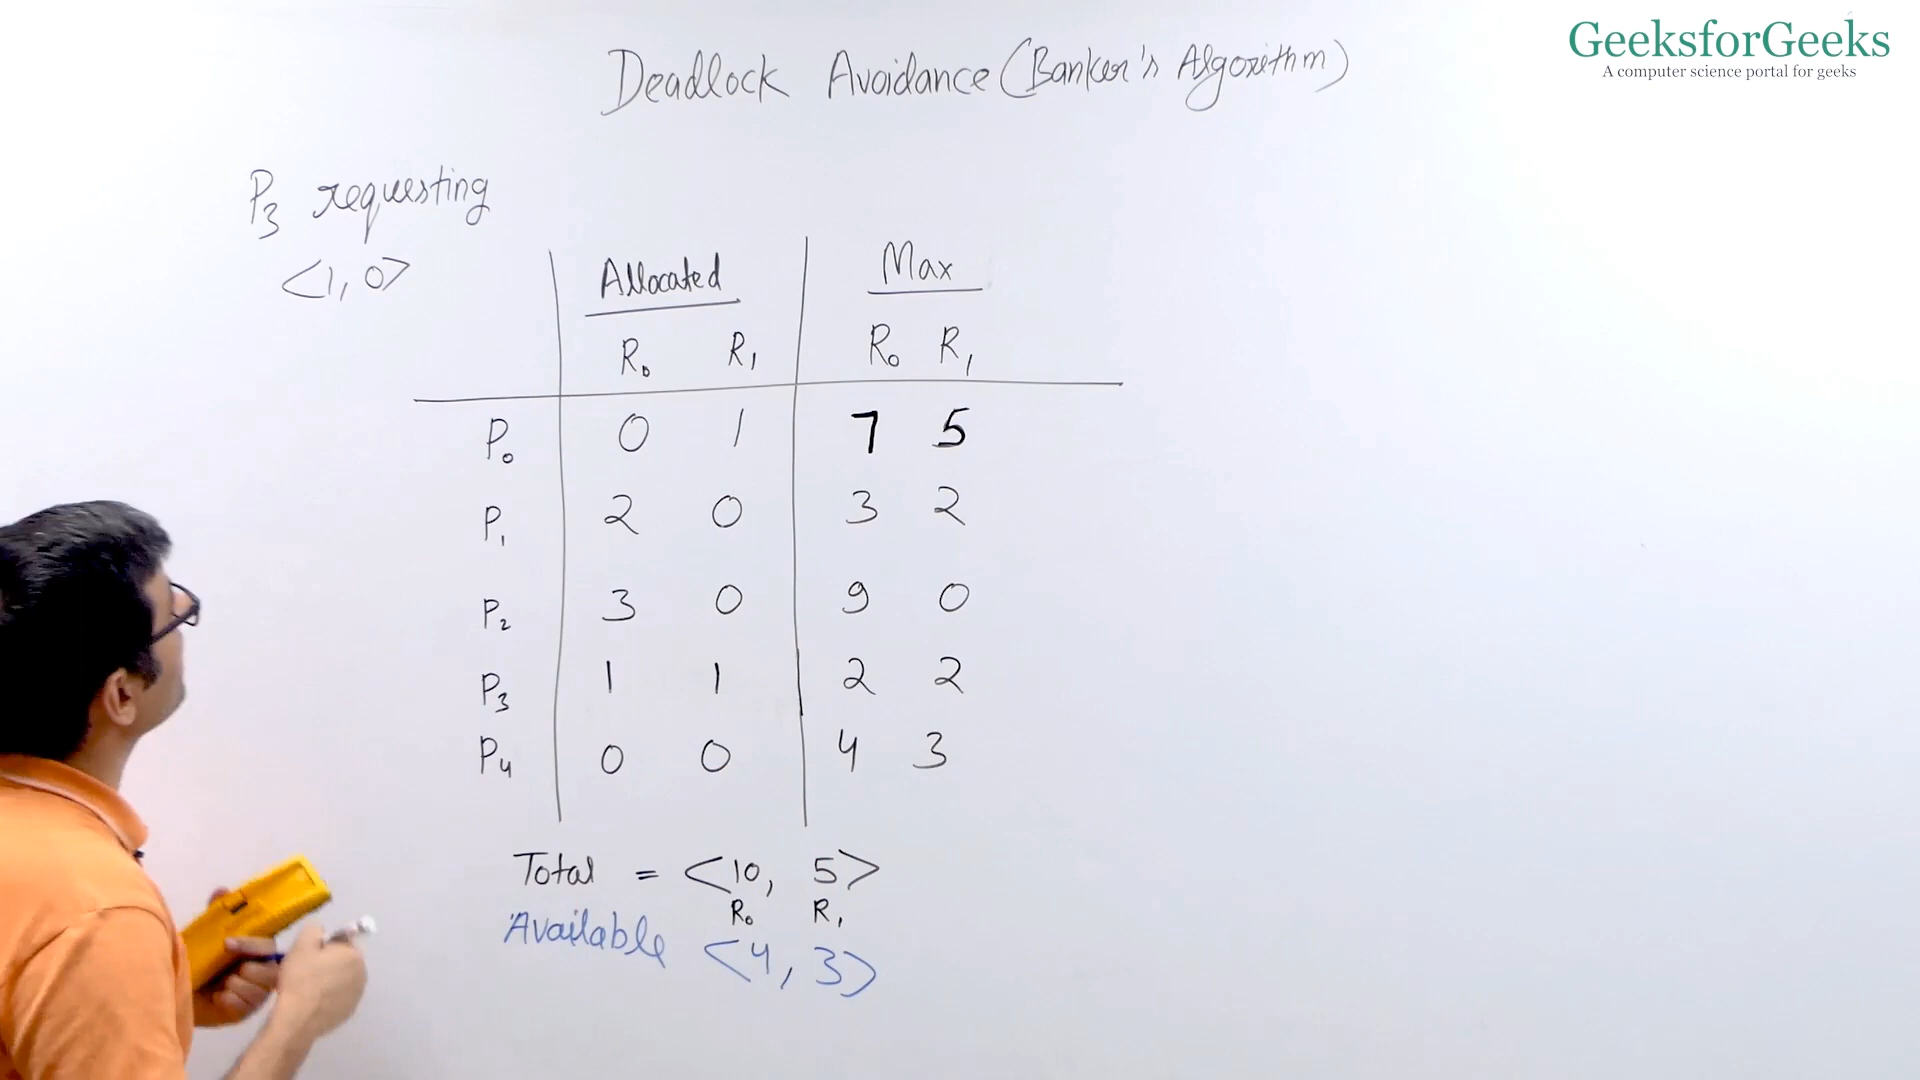 GeeksforGeeks
A computer science portal for geeks
Deadlock Avoidance (Banker's Algorithm)
P3 requesting
<1, 0>
Allocated Max
R0 R1 R0 R1
P0 0 1 7 5
P1 2 0 3 2
P2 3 0 9 0
P3 1 1 2 2
P4 0 0 4 3
Total = <10, 5>
R0 R1
Available <4, 3>